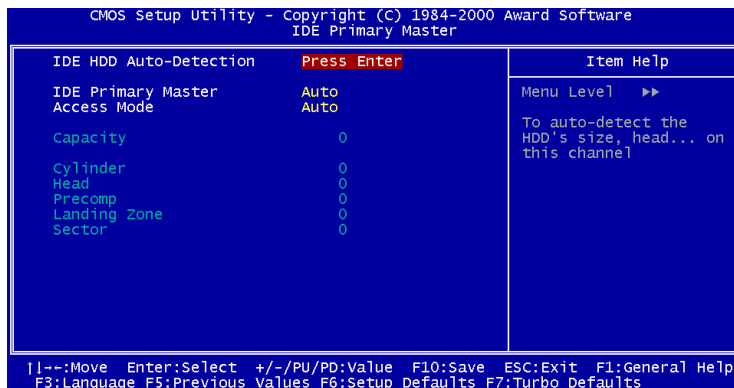 CMOS Setup Utility – Copyright (C) 1984-2000 Award Software
IDE Primary Master
IDE HDD Auto-Detection Press Enter
Item Help
IDE Primary Master Auto
Access Mode Auto
Capacity 0
Cylinder 0
Head 0
Precomp 0
Landing Zone 0
Sector 0
Menu Level ▶▶
To auto-detect the
HDD's size, head... on
this channel
↑↓→←:Move Enter:Select +/-/PU/PD:Value F10:Save ESC:Exit F1:General Help
F3:Language F5:Previous Values F6:Setup Defaults F7:Turbo Defaults